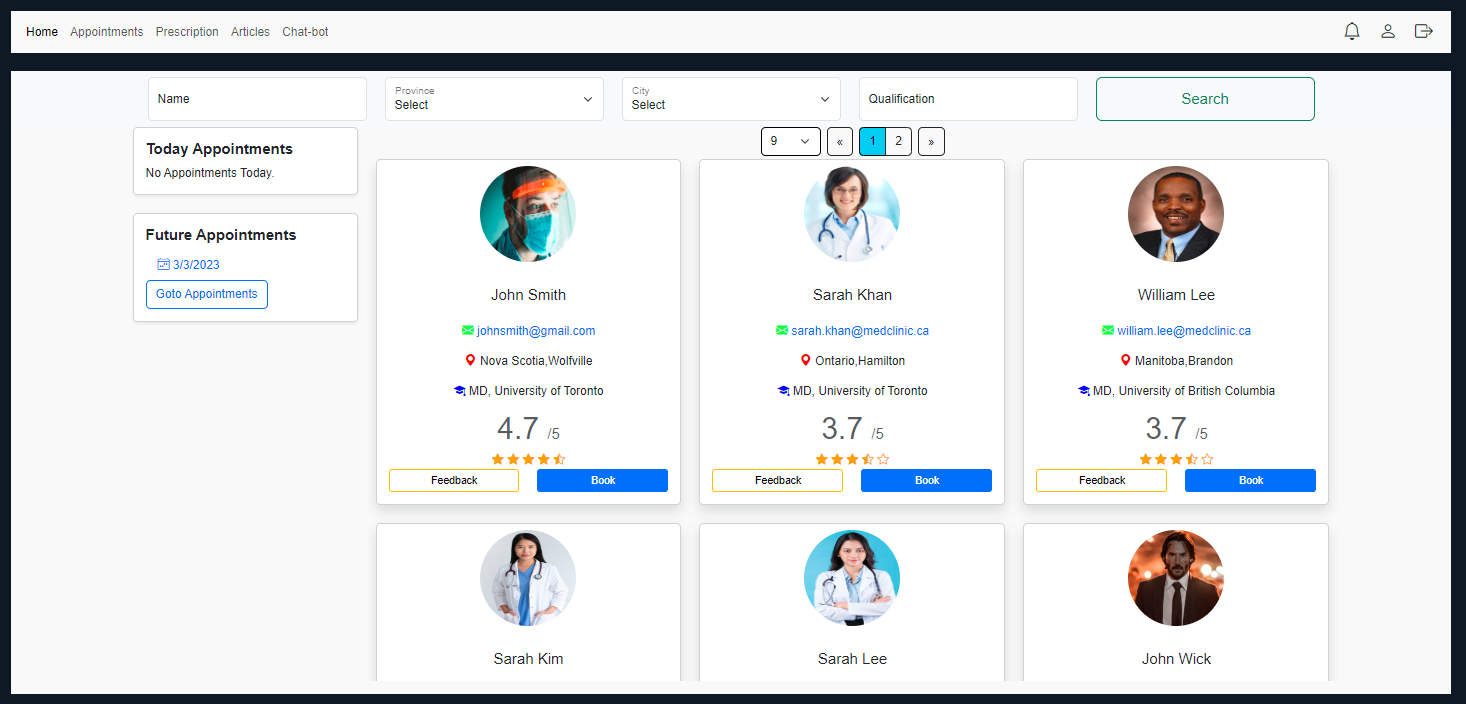 Home Appointments Prescription Articles Chat-bot
Name
Province
Select
City
Select
Qualification
Search
Today Appointments
No Appointments Today.
Future Appointments
3/3/2023
Goto Appointments
9 « 1 2 »
John Smith
johnsmith@gmail.com
Nova Scotia,Wolfville
MD, University of Toronto
4.7 /5
Feedback Book
Sarah Khan
sarah.khan@medclinic.ca
Ontario,Hamilton
MD, University of Toronto
3.7 /5
Feedback Book
William Lee
william.lee@medclinic.ca
Manitoba,Brandon
MD, University of British Columbia
3.7 /5
Feedback Book
Sarah Kim
Sarah Lee
John Wick